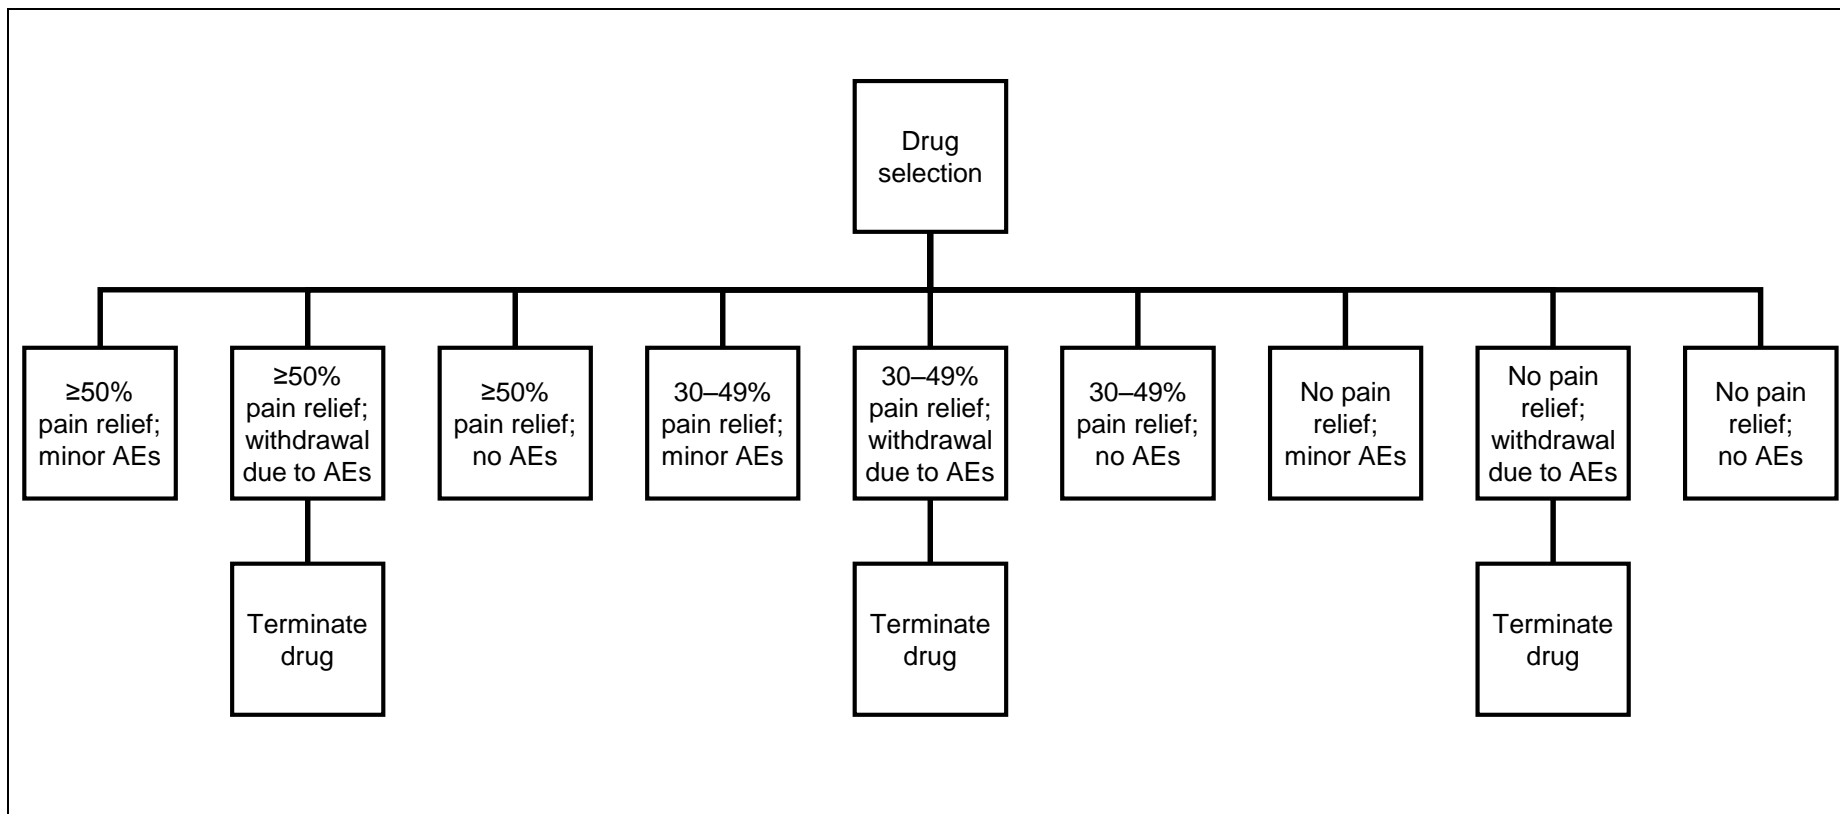 Drug
selection
≥50%
pain relief;
minor AEs
≥50%
pain relief;
withdrawal
due to AEs
≥50%
pain relief;
no AEs
30–49%
pain relief;
minor AEs
30–49%
pain relief;
withdrawal
due to AEs
30–49%
pain relief;
no AEs
No pain
relief;
minor AEs
No pain
relief;
withdrawal
due to AEs
No pain
relief;
no AEs
Terminate
drug
Terminate
drug
Terminate
drug